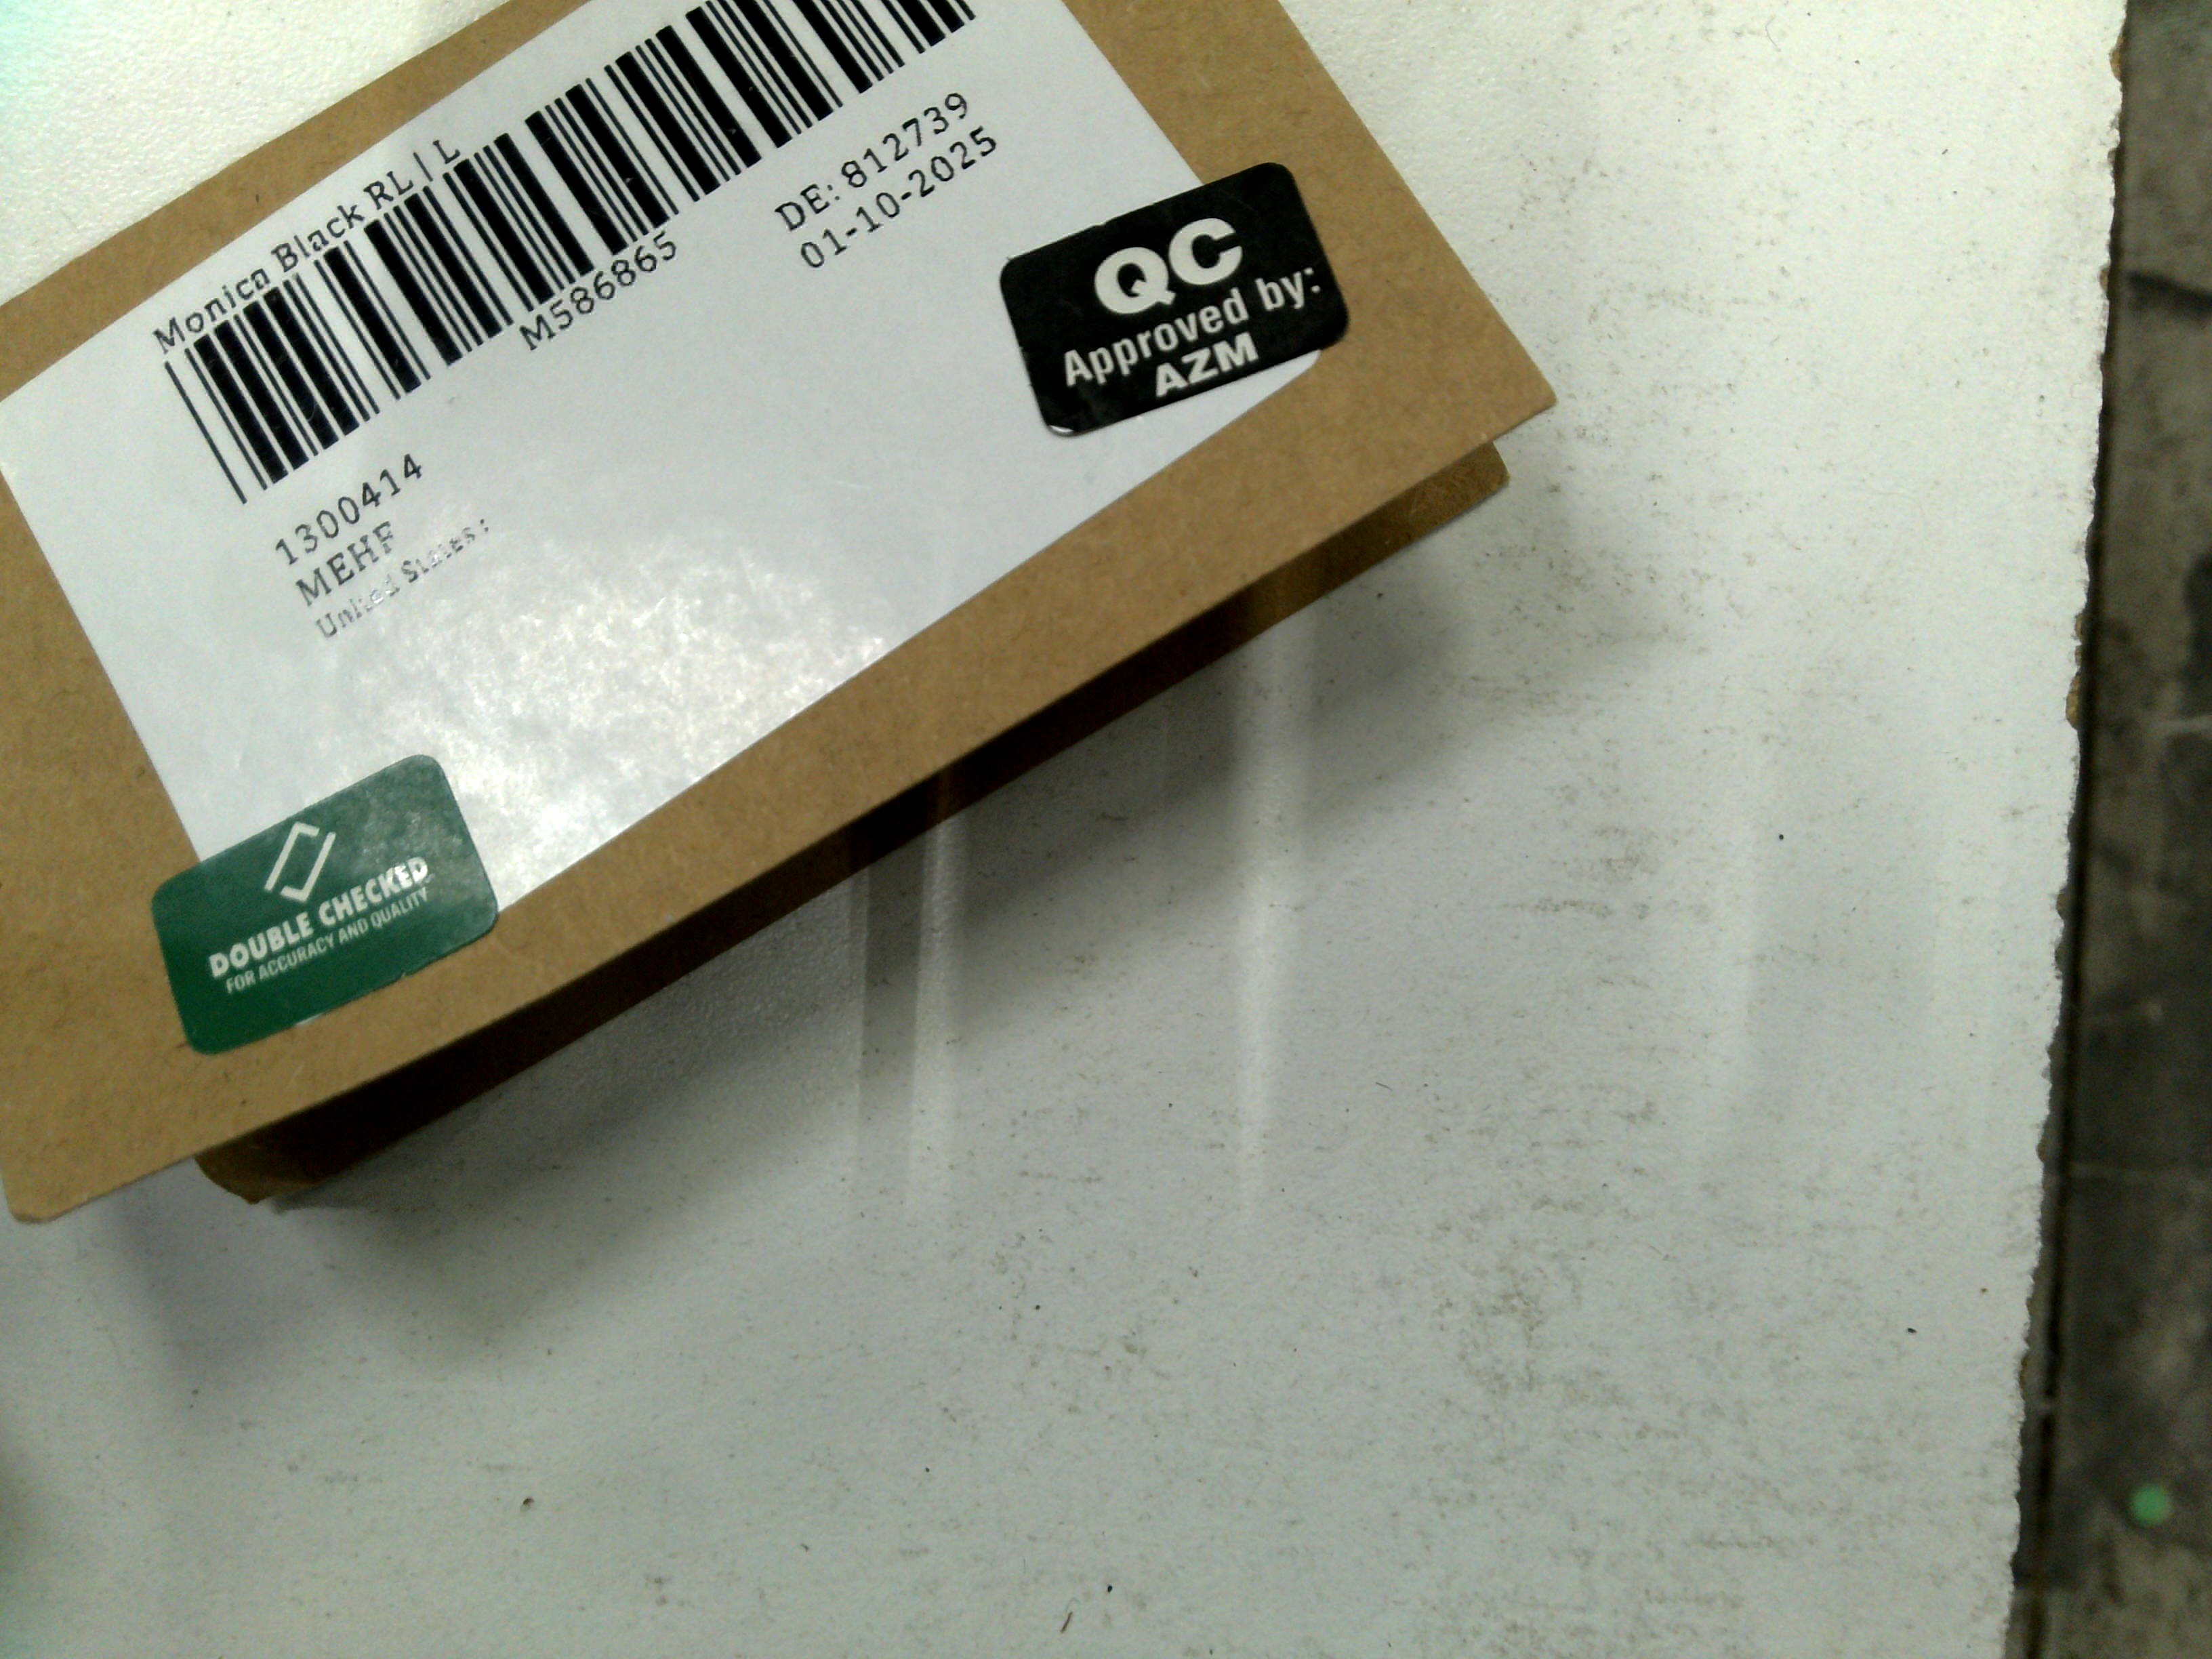 Monica Black RL | L
M586865
DE: 812739
01-10-2025
1300414
MEHF
United States:
QC
Approved by:
AZM
DOUBLE CHECKED
FOR ACCURACY AND QUALITY